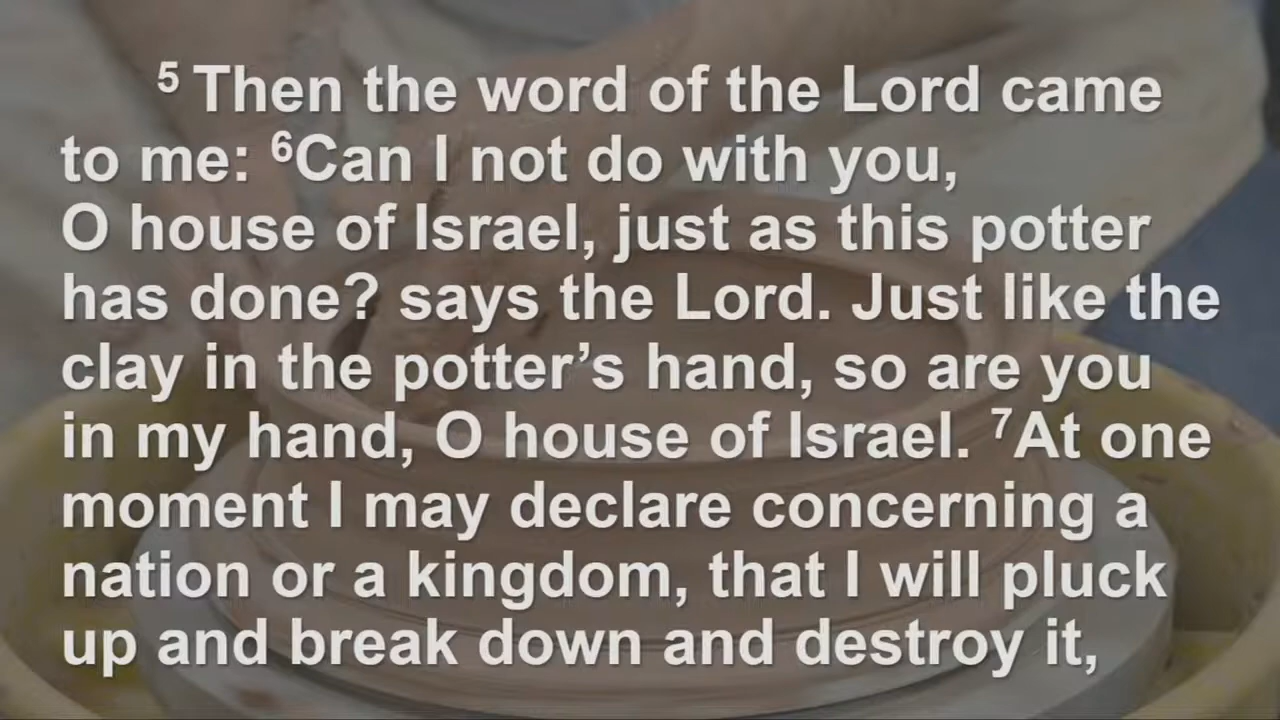 ⁵ Then the word of the Lord came
to me: ⁶Can I not do with you,
O house of Israel, just as this potter
has done? says the Lord. Just like the
clay in the potter’s hand, so are you
in my hand, O house of Israel. ⁷At one
moment I may declare concerning a
nation or a kingdom, that I will pluck
up and break down and destroy it,